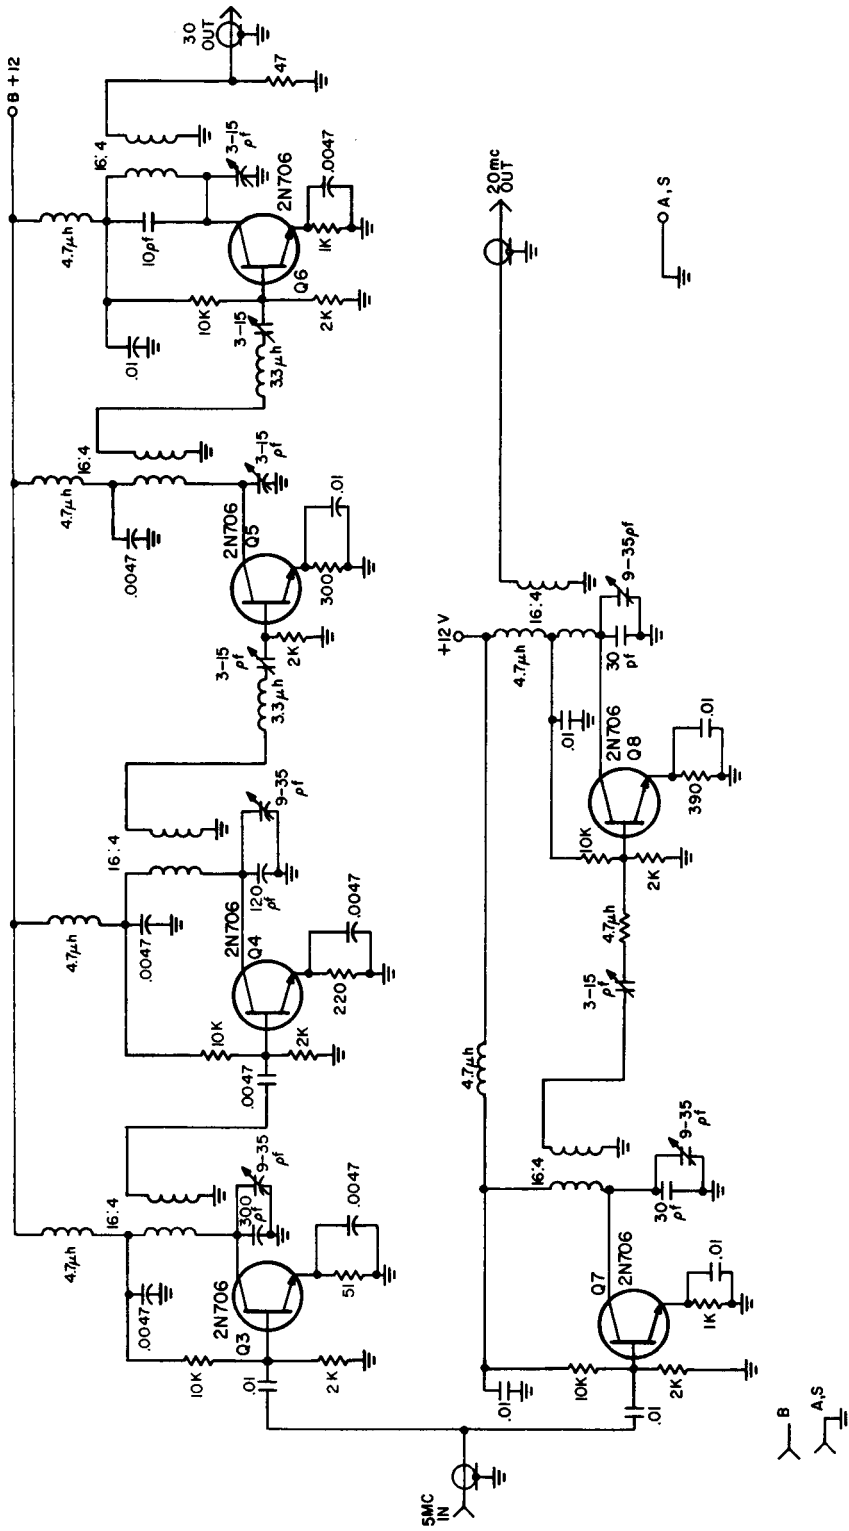 B +12
30
OUT
47
16:4
3-15
pf
2N706
.0047
1K
4.7μh
10pf
Q6
10K
2K
.01
3-15
3.3μh
16:4
4.7μh
3-15
pf
.0047
2N706
Q5
.01
300
2K
3-15
pf
3.3μh
16:4
4.7μh
9-35
pf
120
pf
.0047
2N706
Q4
.0047
220
10K
2K
.0047
16:4
4.7μh
9-35
pf
300
pf
.0047
2N706
Q3
.0047
51
10K
2K
.01
5MC
IN
20mc
OUT
A,S
+12V
16:4
9-35pf
4.7μh
30
pf
.01
2N706
Q8
.01
390
10K
2K
4.7μh
3-15
pf
4.7μh
16:4
9-35
pf
30
pf
Q7
2N706
.01
1K
10K
2K
.01
.01
B
A,S